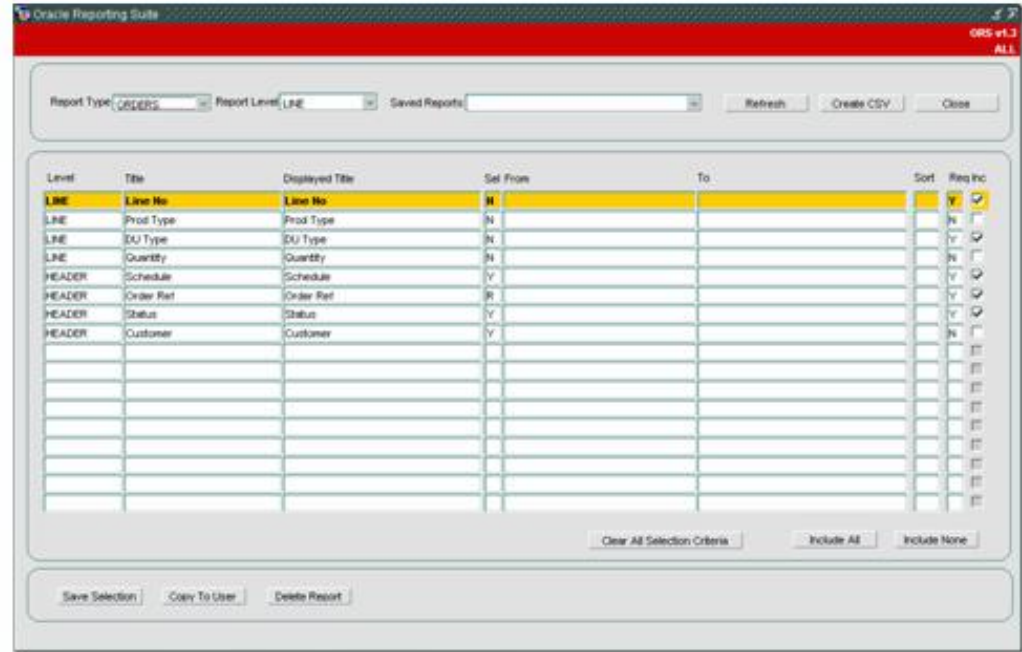 Oracle Reporting Suite
ORS v1.3
ALL
Report Type ORDERS Report Level LINE Saved Reports Refresh Create CSV Close
Level Title Displayed Title Sel From To Sort Req Inc
LINE Line No Line No N Y
LINE Prod Type Prod Type N N
LINE DU Type DU Type N Y
LINE Quantity Quantity N N
HEADER Schedule Schedule Y Y
HEADER Order Ref Order Ref R Y
HEADER Status Status Y Y
HEADER Customer Customer Y N
Clear All Selection Criteria Include All Include None
Save Selection Copy To User Delete Report